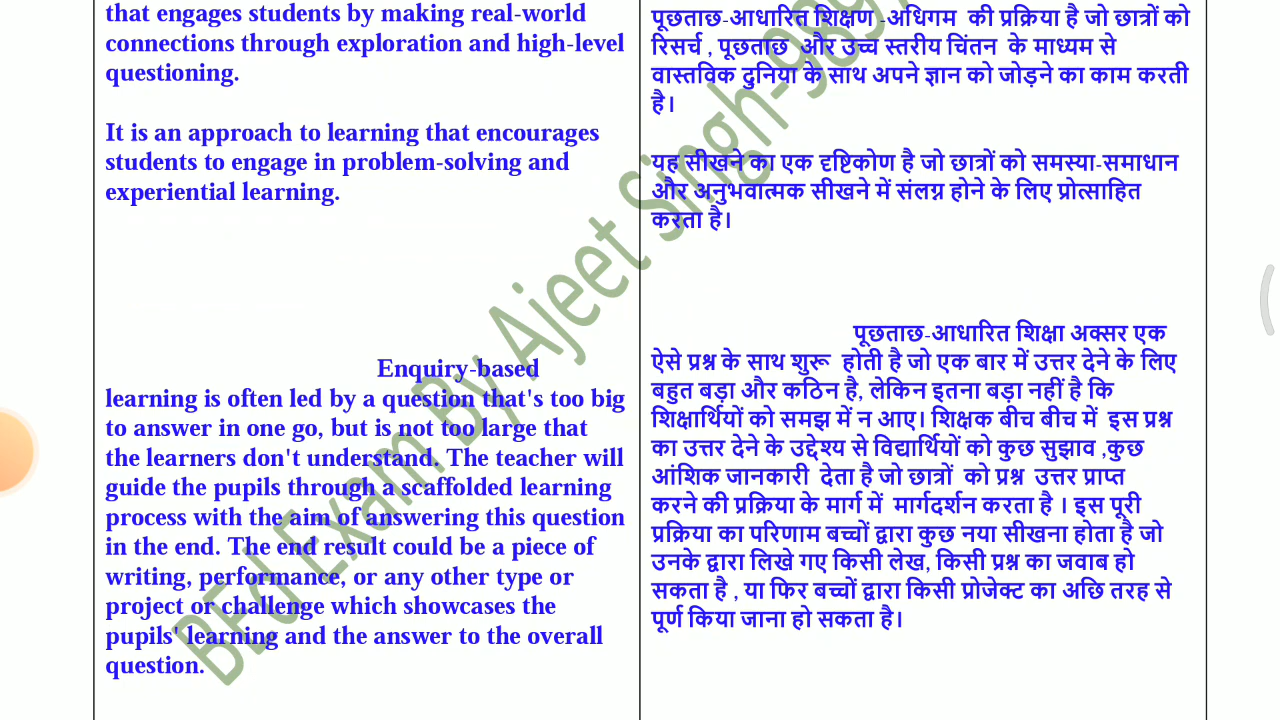 that engages students by making real-world
connections through exploration and high-level
questioning.
It is an approach to learning that encourages
students to engage in problem-solving and
experiential learning.
Enquiry-based
learning is often led by a question that's too big
to answer in one go, but is not too large that
the learners don't understand. The teacher will
guide the pupils through a scaffolded learning
process with the aim of answering this question
in the end. The end result could be a piece of
writing, performance, or any other type or
project or challenge which showcases the
pupils' learning and the answer to the overall
question.
पूछताछ-आधारित शिक्षण -अधिगम की प्रक्रिया है जो छात्रों को
रिसर्च , पूछताछ और उच्च स्तरीय चिंतन के माध्यम से
वास्तविक दुनिया के साथ अपने ज्ञान को जोड़ने का काम करती
है।
यह सीखने का एक दृष्टिकोण है जो छात्रों को समस्या-समाधान
और अनुभवात्मक सीखने में संलग्न होने के लिए प्रोत्साहित
करता है।
पूछताछ-आधारित शिक्षा अक्सर एक
ऐसे प्रश्न के साथ शुरू होती है जो एक बार में उत्तर देने के लिए
बहुत बड़ा और कठिन है, लेकिन इतना बड़ा नहीं है कि
शिक्षार्थियों को समझ में न आए। शिक्षक बीच बीच में इस प्रश्न
का उत्तर देने के उद्देश्य से विद्यार्थियों को कुछ सुझाव ,कुछ
आंशिक जानकारी देता है जो छात्रों को प्रश्न उत्तर प्राप्त
करने की प्रक्रिया के मार्ग में मार्गदर्शन करता है । इस पूरी
प्रक्रिया का परिणाम बच्चों द्वारा कुछ नया सीखना होता है जो
उनके द्वारा लिखे गए किसी लेख, किसी प्रश्न का जवाब हो
सकता है , या फिर बच्चों द्वारा किसी प्रोजेक्ट का अछि तरह से
पूर्ण किया जाना हो सकता है।
BEd Exam By Ajeet Singh-989